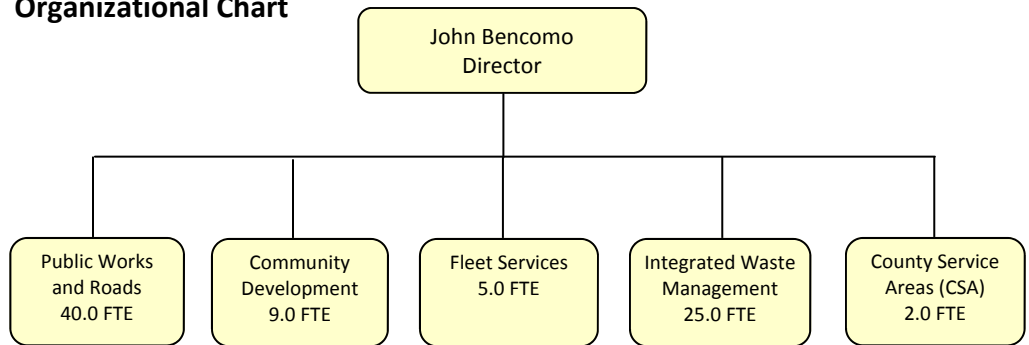 Organizational Chart
John Bencomo
Director
Public Works
and Roads
40.0 FTE
Community
Development
9.0 FTE
Fleet Services
5.0 FTE
Integrated Waste
Management
25.0 FTE
County Service
Areas (CSA)
2.0 FTE